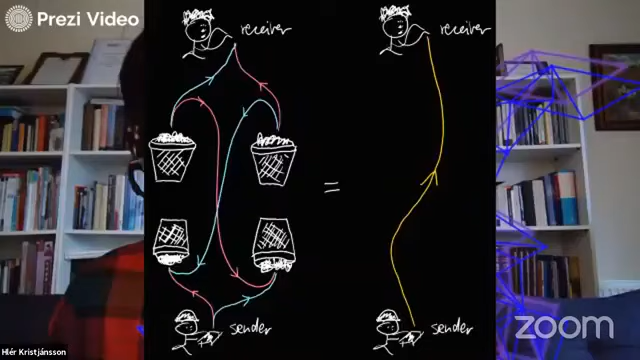 Prezi Video
receiver
receiver
=
sender
sender
Hlér Kristjánsson
zoom